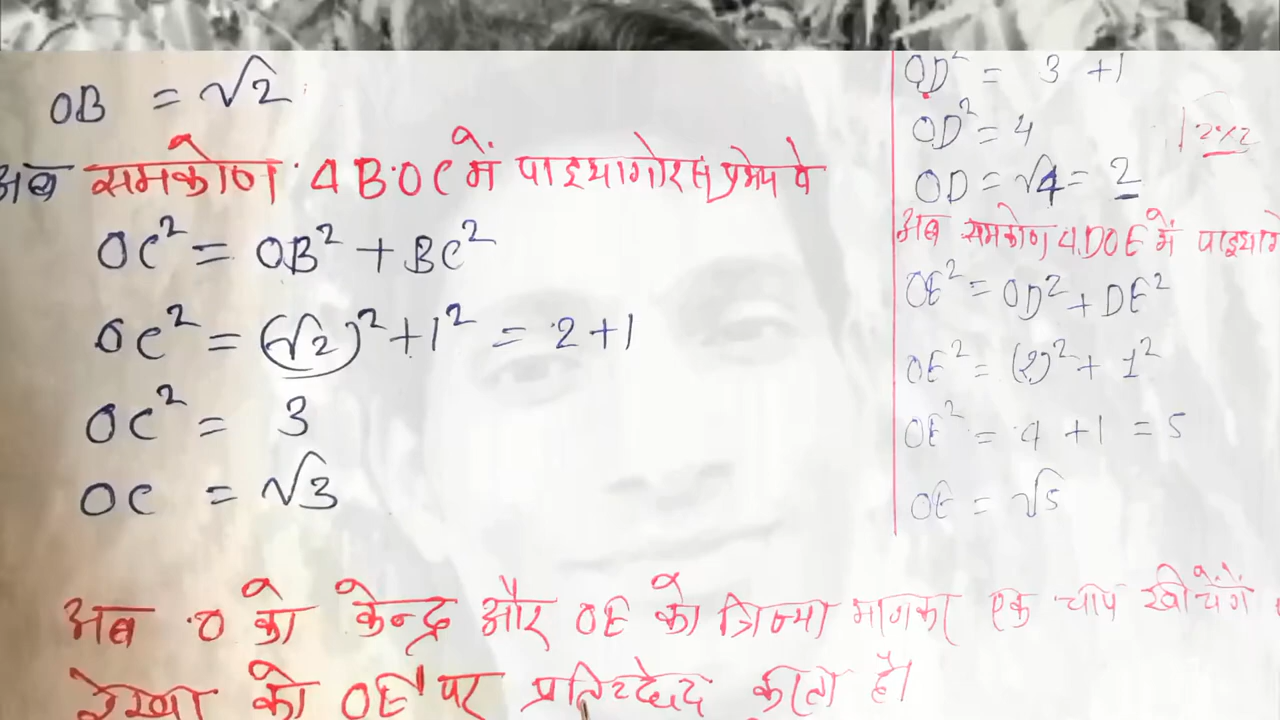 OB = √2
अब समकोण ΔBOC में पाइथागोरस प्रमेय से
OC² = OB² + BC²
OC² = (√2)² + 1² = 2 + 1
OC² = 3
OC = √3
OD² = 3 + 1
OD² = 4
2×2
OD = √4 = 2
अब समकोण ΔDOE में पाइथागो
OE² = OD² + DE²
OE² = (2)² + 1²
OE² = 4 + 1 = 5
OE = √5
अब O को केन्द्र और OE को त्रिज्या मानकर एक चाप खींचेंगें
रेखा को OE' पर प्रतिच्छेद करता है।